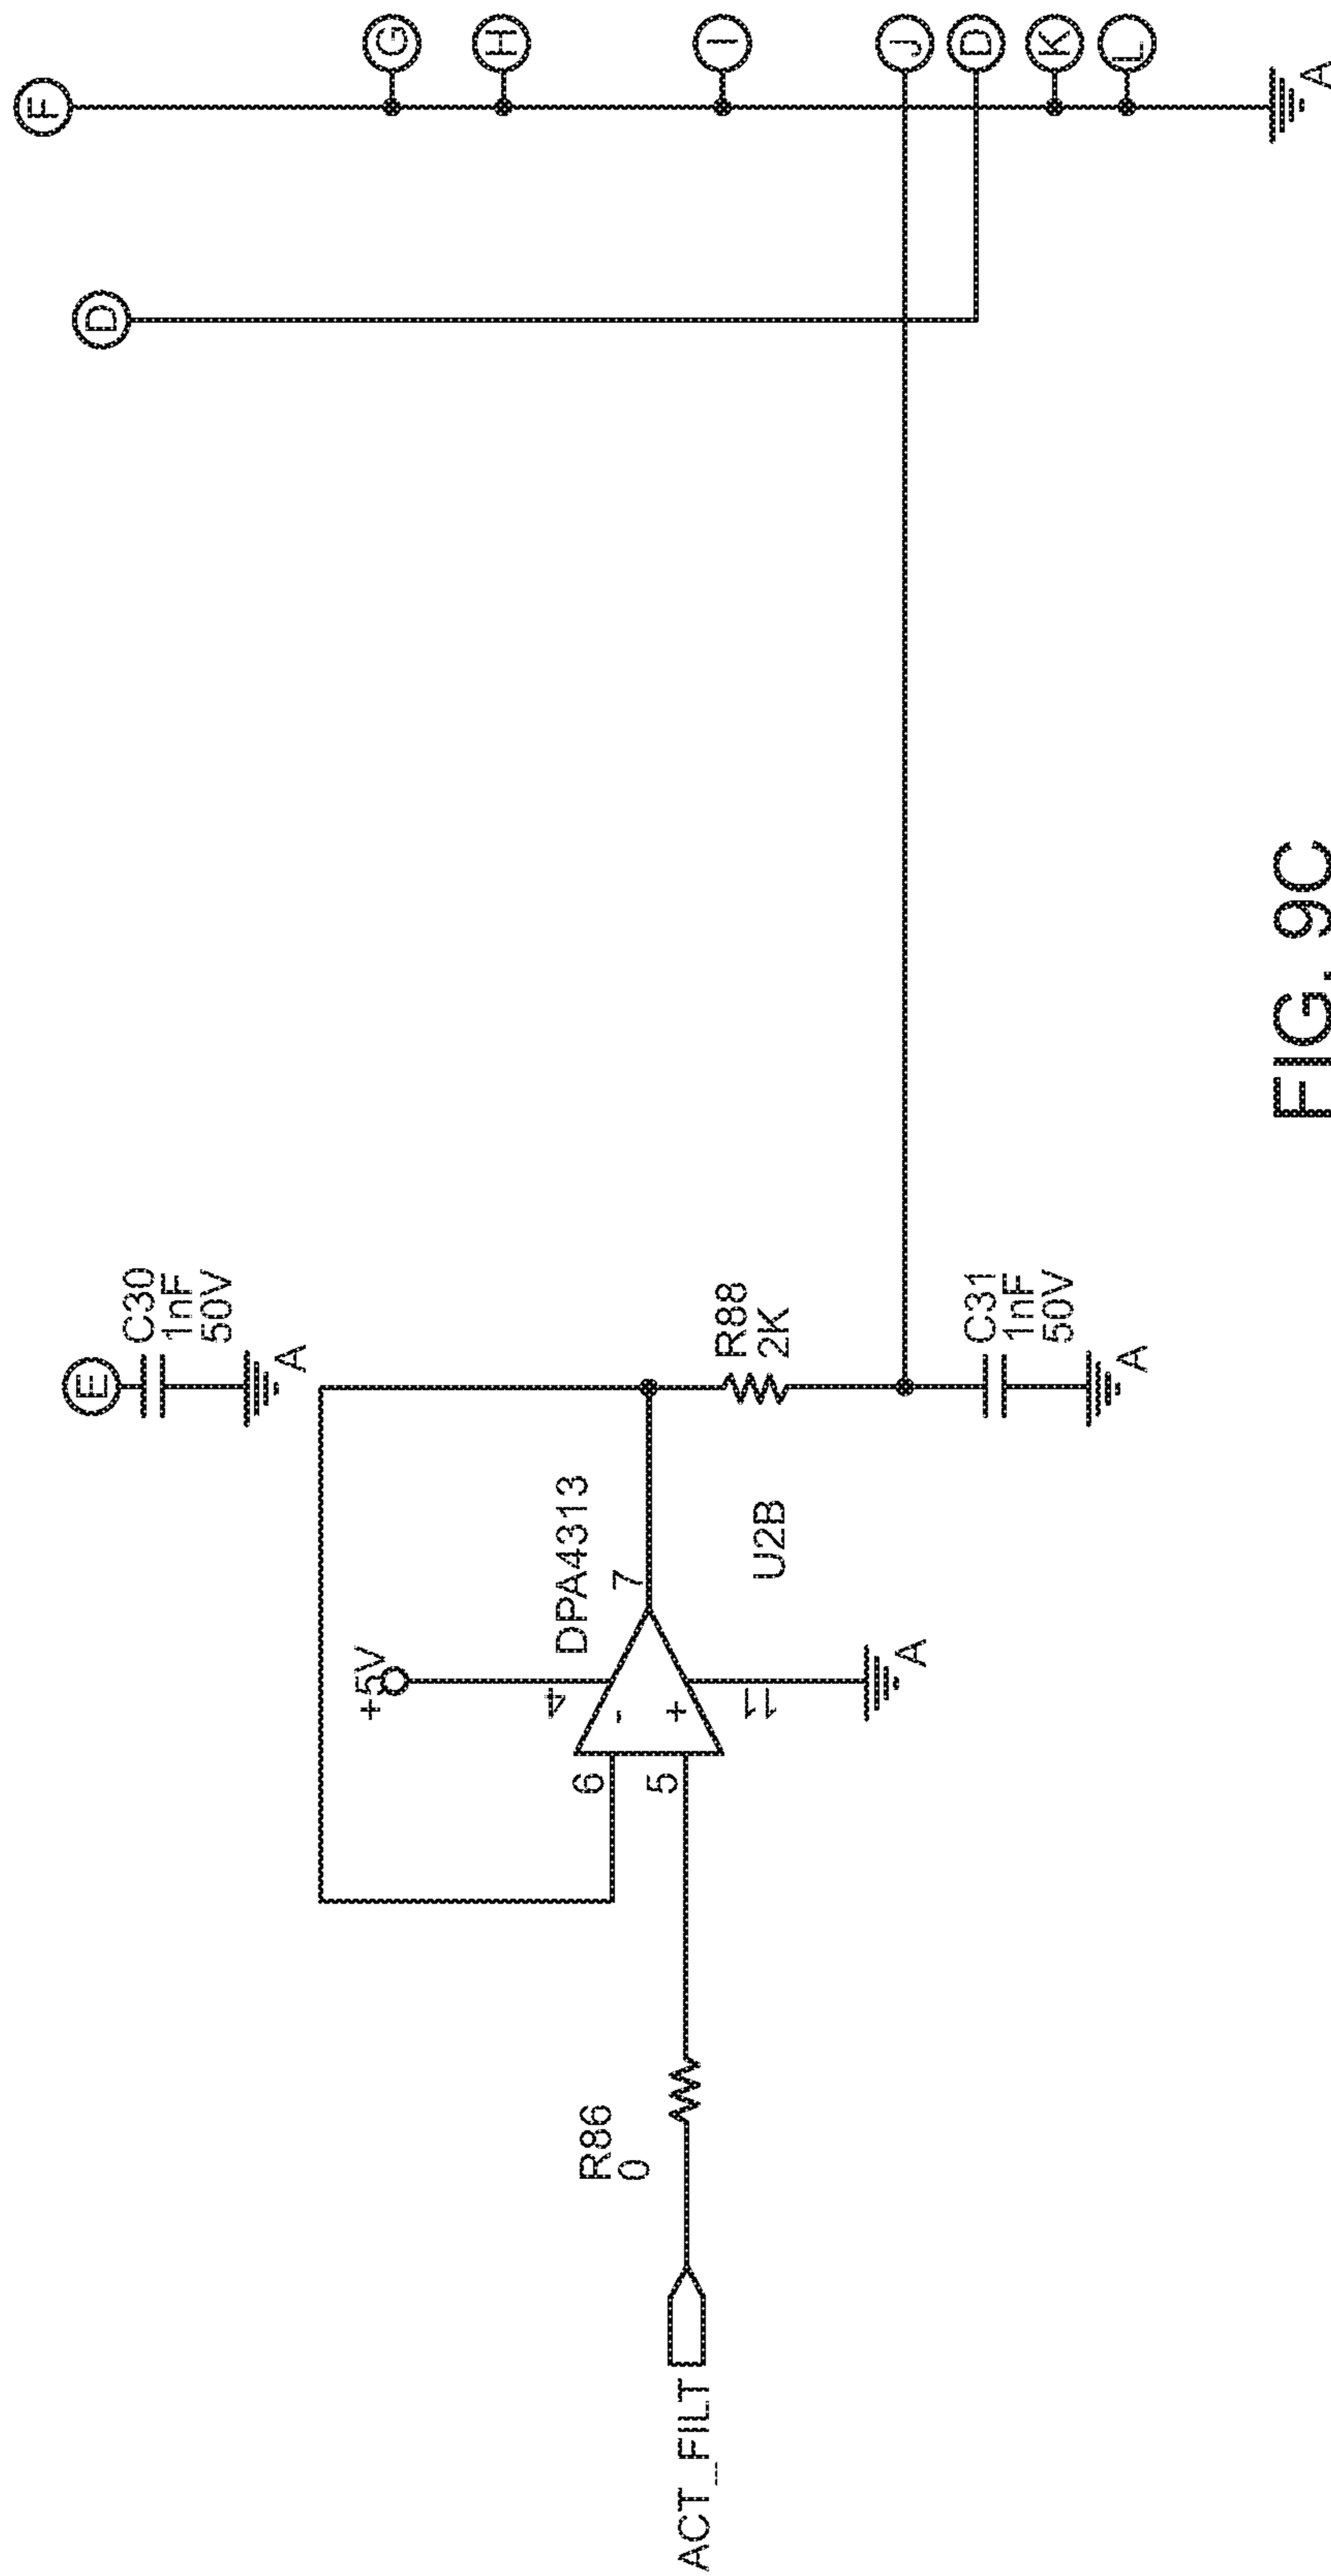 F
G
H
I
J
D
K
L
A
D
E
C30
1nF
50V
A
+5V
DPA4313
4
6
-
7
5
+
11
U2B
A
R88
2K
C31
1nF
50V
A
R86
0
ACT_FILT
FIG. 9C